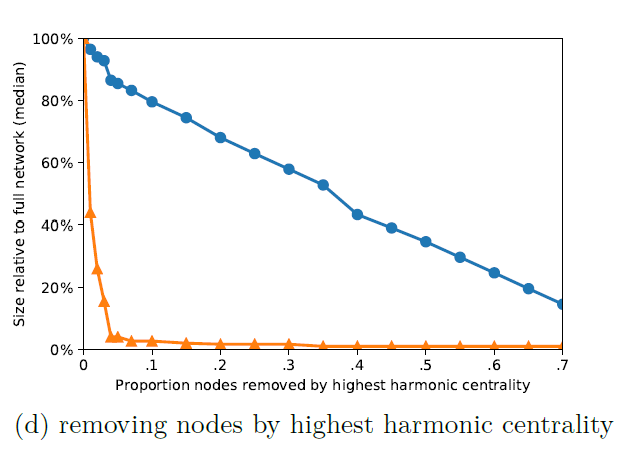 100%
80%
60%
40%
20%
0%
Size relative to full network (median)
0 .1 .2 .3 .4 .5 .6 0.7
Proportion nodes removed by highest harmonic centrality
(d) removing nodes by highest harmonic centrality